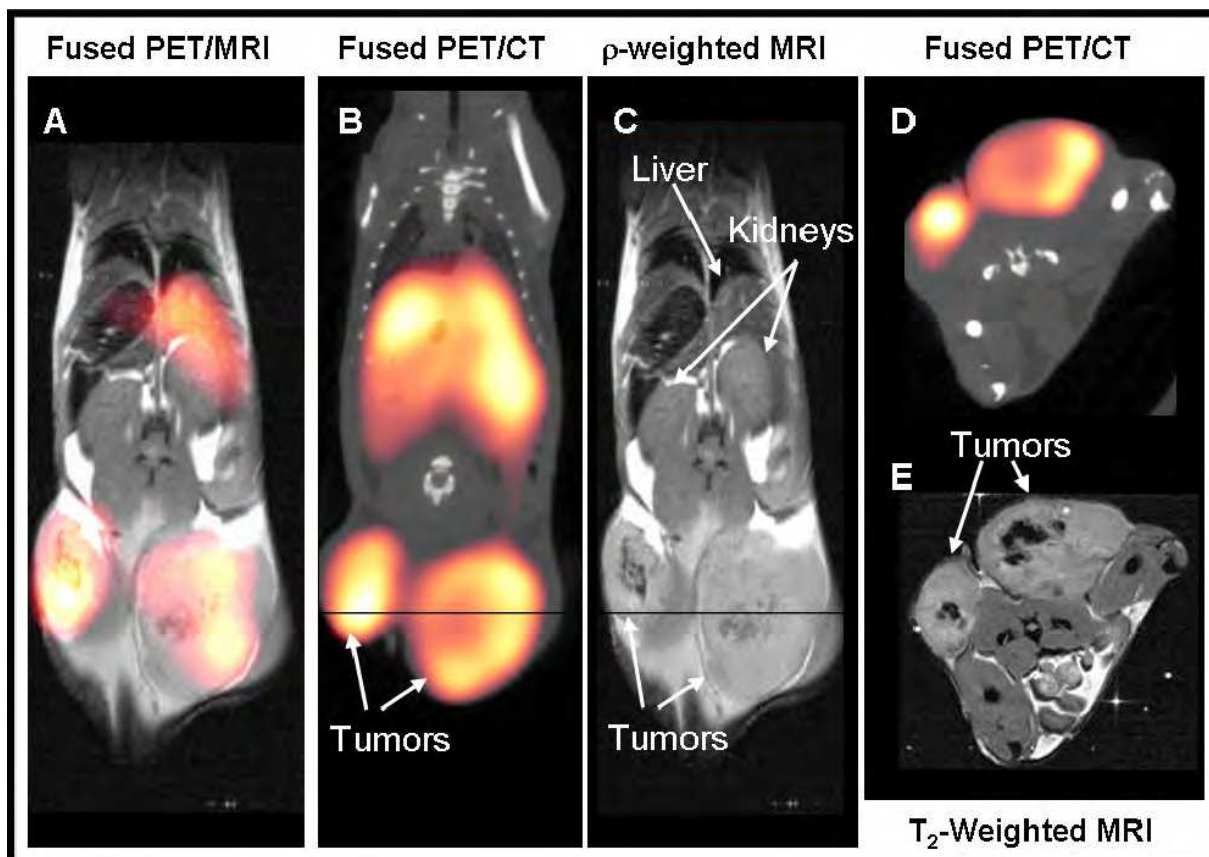 Fused PET/MRI
Fused PET/CT
ρ-weighted MRI
Fused PET/CT
A
B
C
D
Liver
Kidneys
Tumors
E
Tumors
Tumors
T₂-Weighted MRI